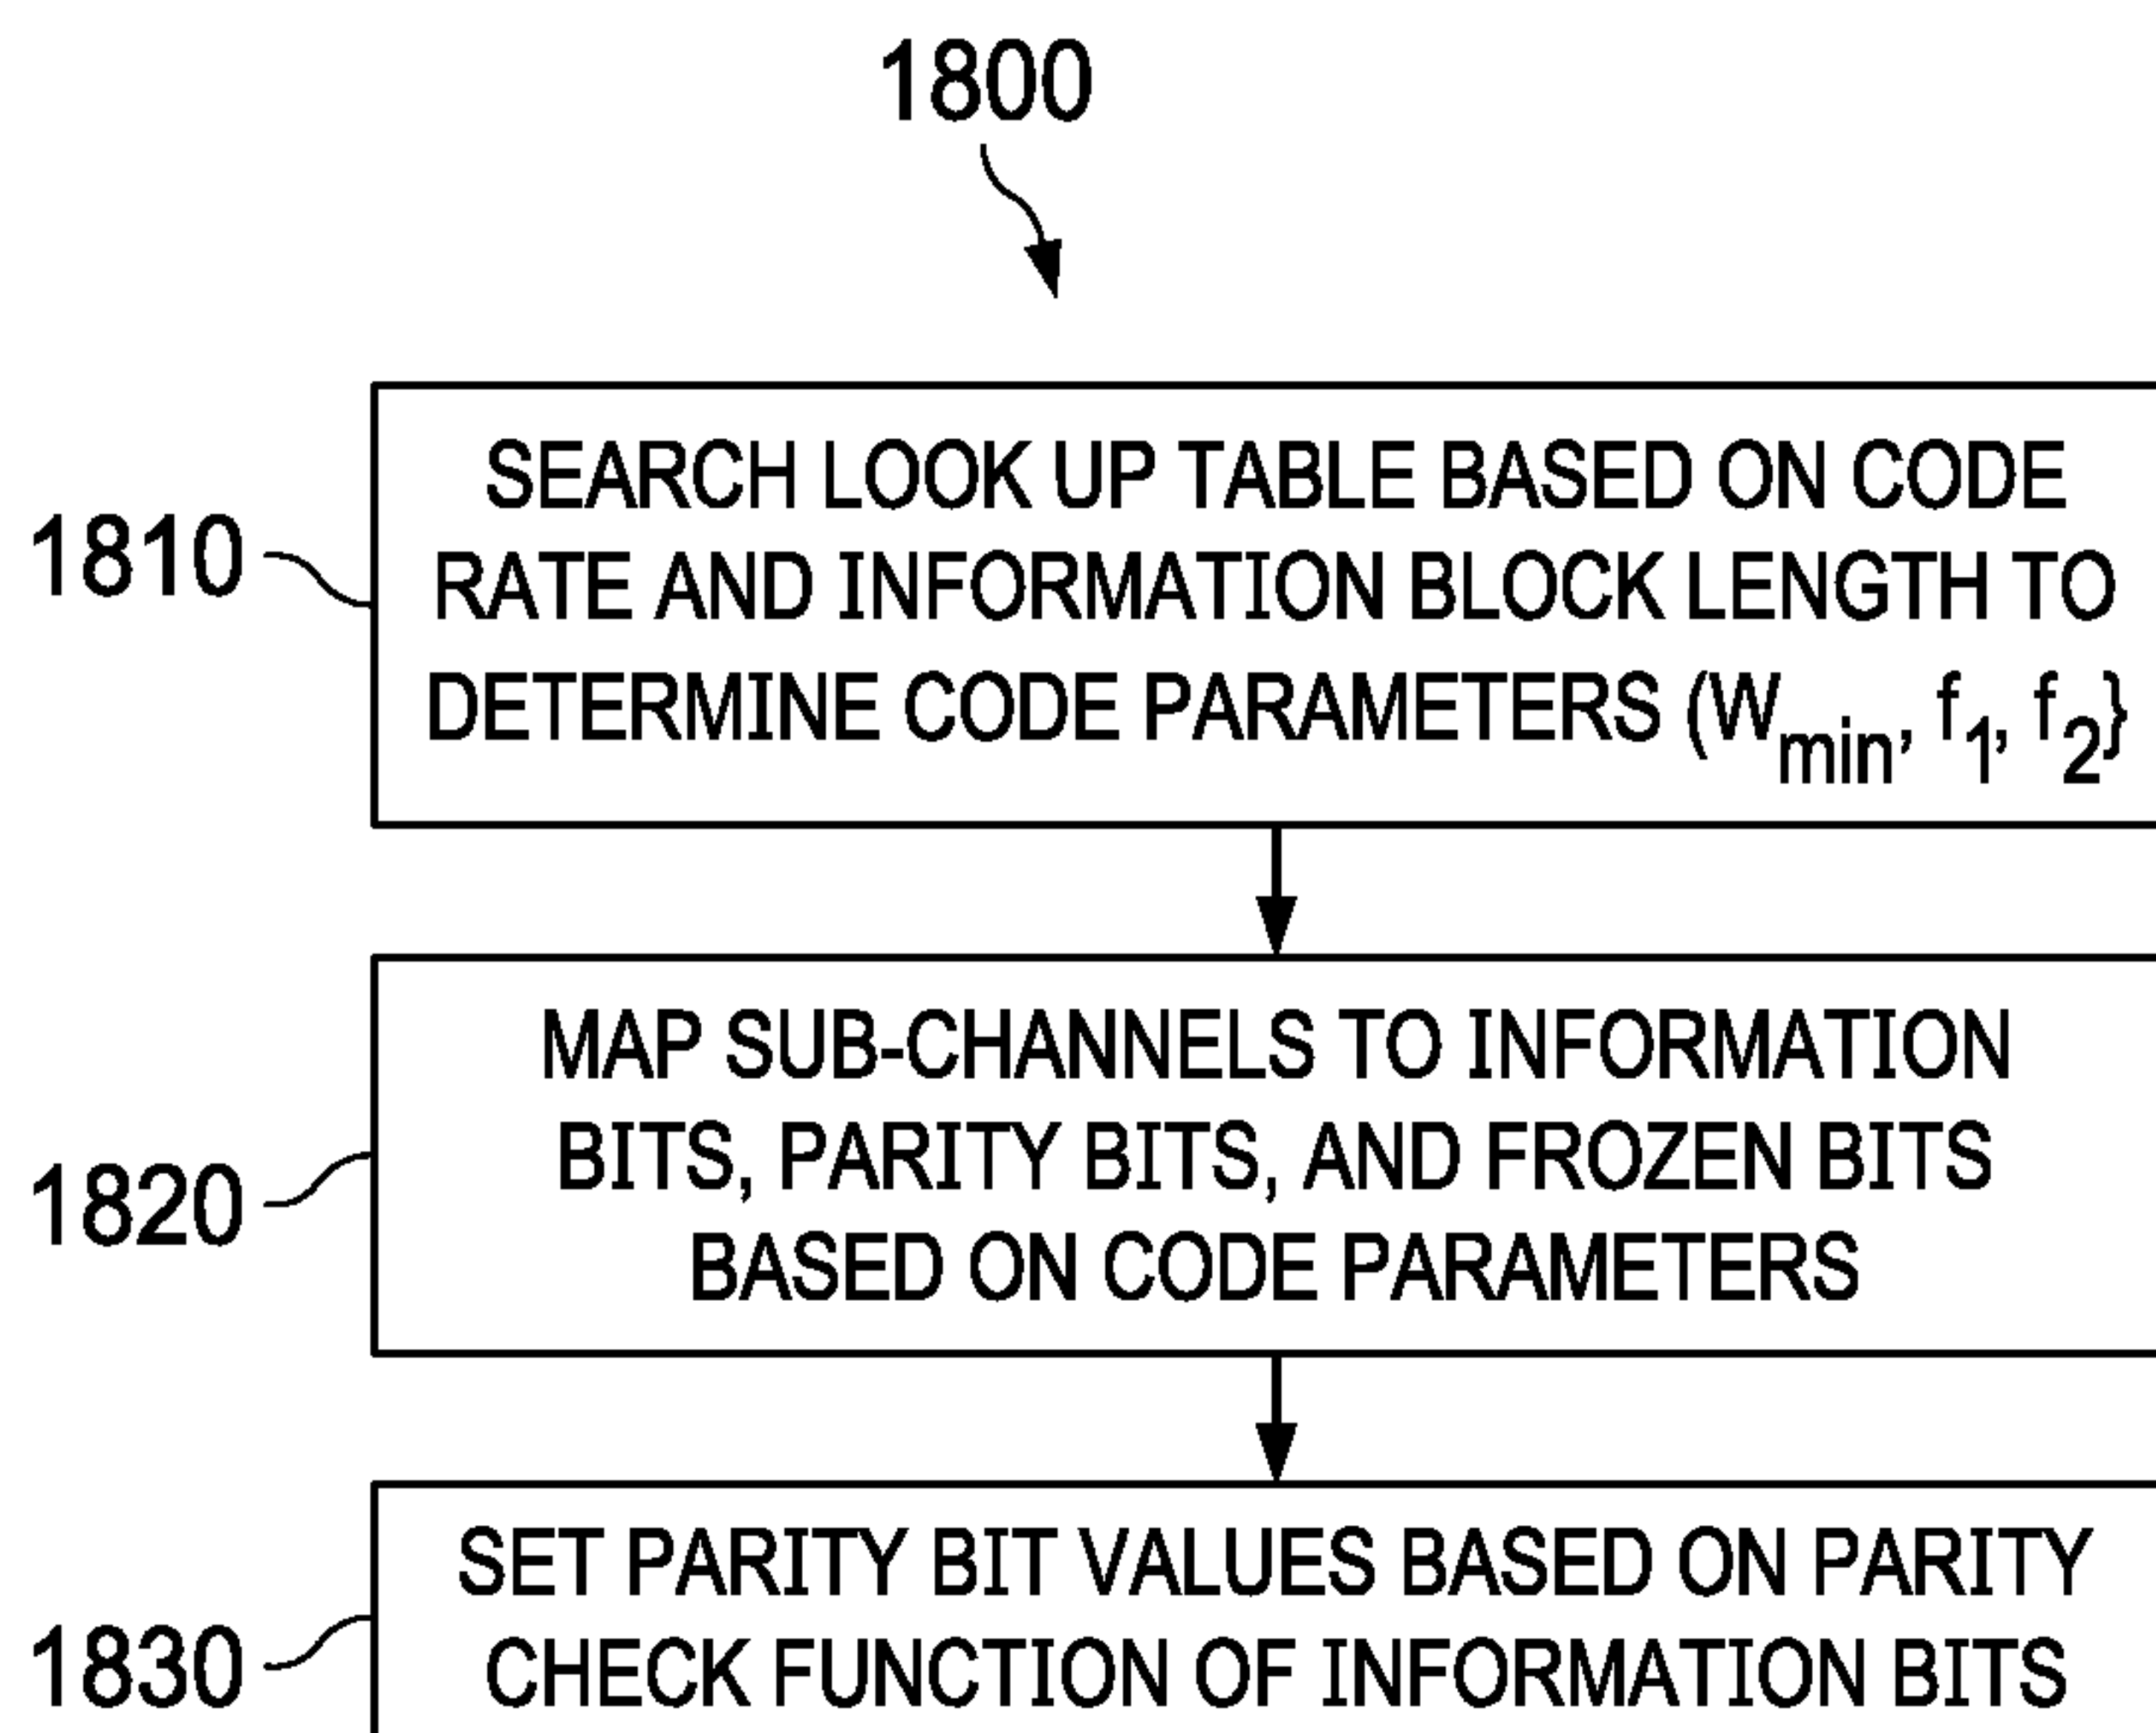 1800
1810
SEARCH LOOK UP TABLE BASED ON CODE
RATE AND INFORMATION BLOCK LENGTH TO
DETERMINE CODE PARAMETERS (Wmin, f1, f2}
1820
MAP SUB-CHANNELS TO INFORMATION
BITS, PARITY BITS, AND FROZEN BITS
BASED ON CODE PARAMETERS
1830
SET PARITY BIT VALUES BASED ON PARITY
CHECK FUNCTION OF INFORMATION BITS